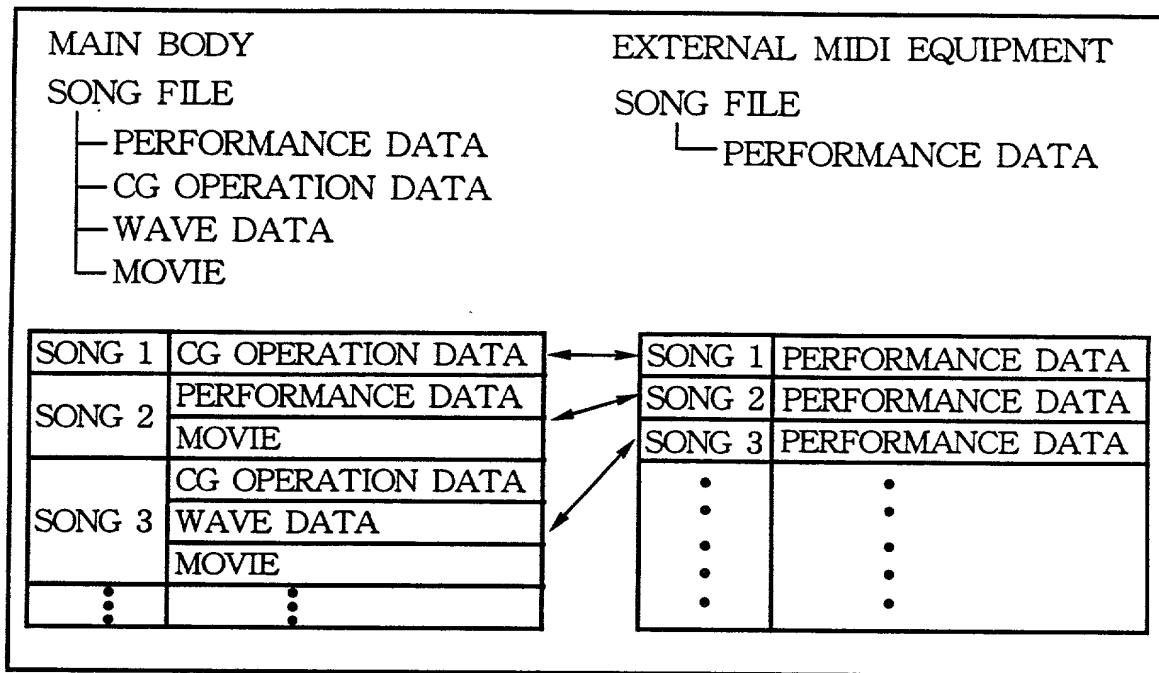 MAIN BODY
SONG FILE
PERFORMANCE DATA
CG OPERATION DATA
WAVE DATA
MOVIE
EXTERNAL MIDI EQUIPMENT
SONG FILE
PERFORMANCE DATA
SONG 1 CG OPERATION DATA
SONG 2 PERFORMANCE DATA
MOVIE
SONG 3 CG OPERATION DATA
WAVE DATA
MOVIE
SONG 1 PERFORMANCE DATA
SONG 2 PERFORMANCE DATA
SONG 3 PERFORMANCE DATA